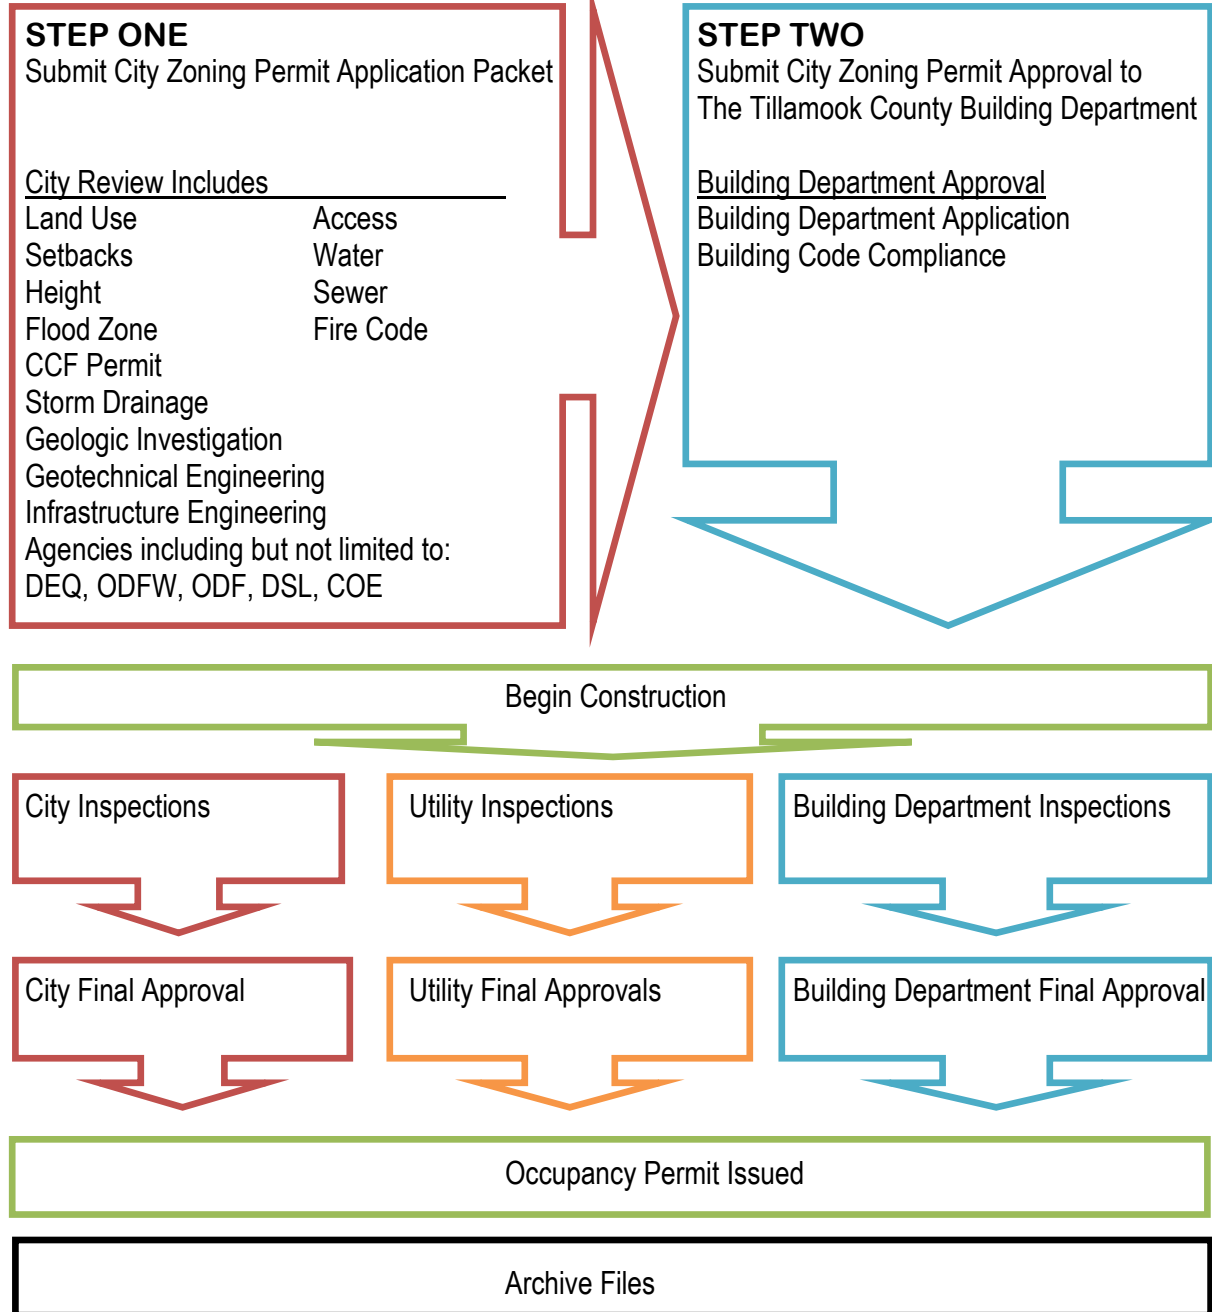 STEP ONE
Submit City Zoning Permit Application Packet
City Review Includes
Land Use Access
Setbacks Water
Height Sewer
Flood Zone Fire Code
CCF Permit
Storm Drainage
Geologic Investigation
Geotechnical Engineering
Infrastructure Engineering
Agencies including but not limited to:
DEQ, ODFW, ODF, DSL, COE
STEP TWO
Submit City Zoning Permit Approval to
The Tillamook County Building Department
Building Department Approval
Building Department Application
Building Code Compliance
Begin Construction
City Inspections
Utility Inspections
Building Department Inspections
City Final Approval
Utility Final Approvals
Building Department Final Approval
Occupancy Permit Issued
Archive Files